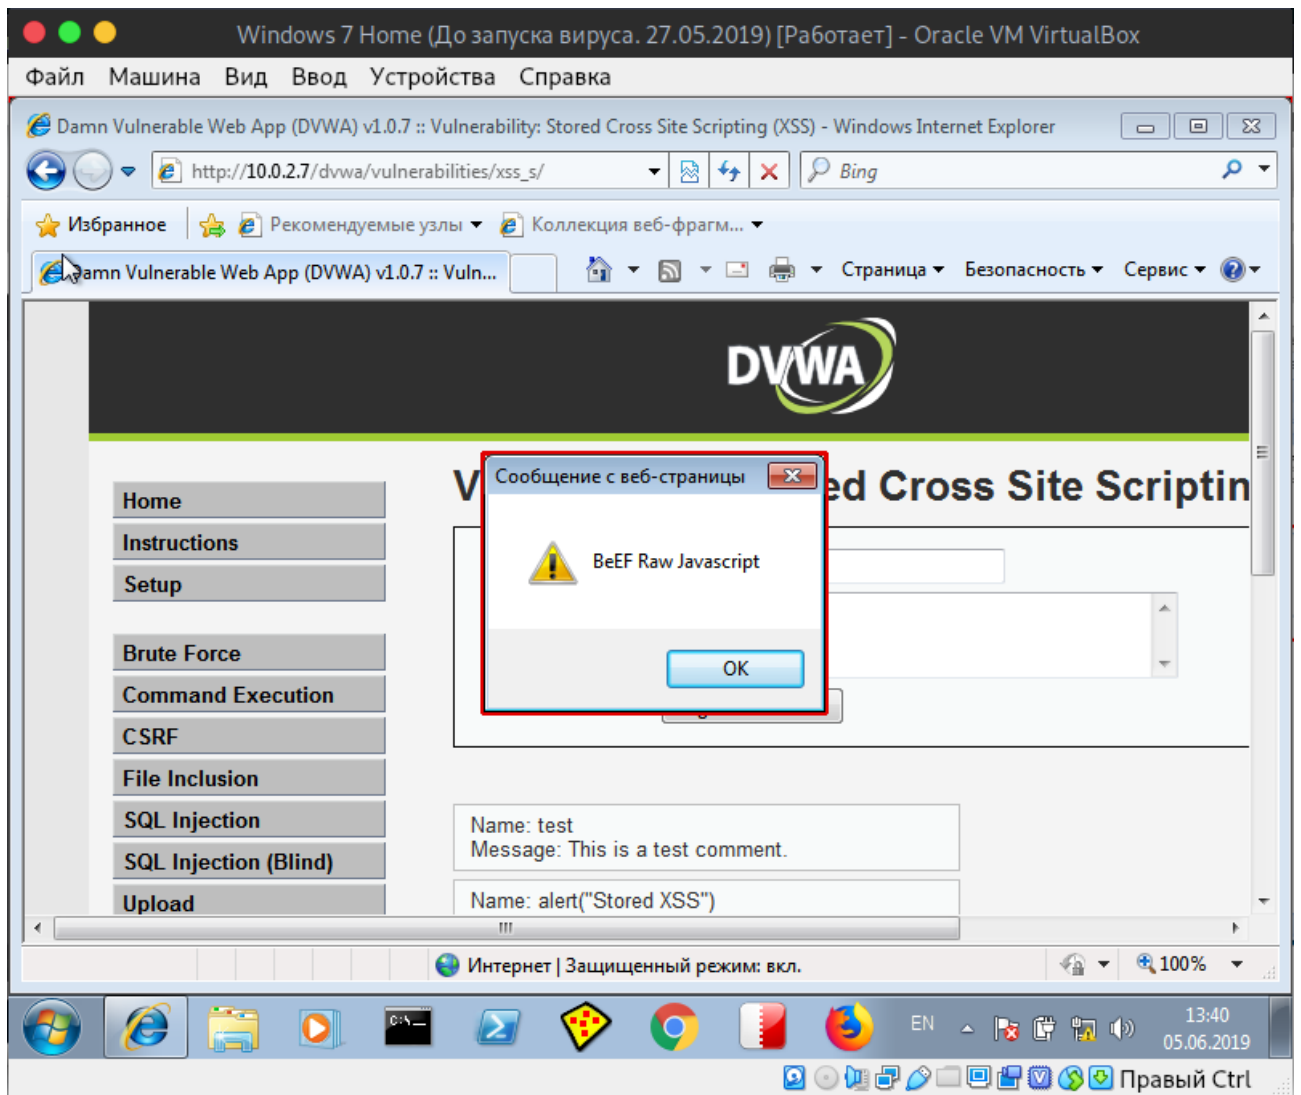 Windows 7 Home (До запуска вируса. 27.05.2019) [Работает] - Oracle VM VirtualBox
Файл Машина Вид Ввод Устройства Справка
Damn Vulnerable Web App (DVWA) v1.0.7 :: Vulnerability: Stored Cross Site Scripting (XSS) - Windows Internet Explorer
http://10.0.2.7/dvwa/vulnerabilities/xss_s/ Bing
Избранное Рекомендуемые узлы Коллекция веб-фрагм...
Damn Vulnerable Web App (DVWA) v1.0.7 :: Vuln... Страница Безопасность Сервис
DVWA
ed Cross Site Scriptin
Сообщение с веб-страницы
BeEF Raw Javascript
OK
Home
Instructions
Setup
Brute Force
Command Execution
CSRF
File Inclusion
SQL Injection
SQL Injection (Blind)
Upload
Name: test
Message: This is a test comment.
Name: alert("Stored XSS")
Интернет | Защищенный режим: вкл. 100%
C:\_
EN 13:40
05.06.2019
Правый Ctrl